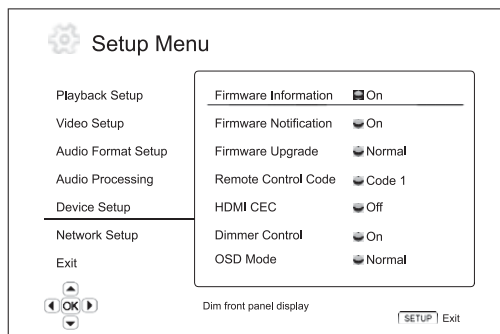 Setup Menu
Playback Setup
Video Setup
Audio Format Setup
Audio Processing
Device Setup
Network Setup
Exit
Firmware Information On
Firmware Notification On
Firmware Upgrade Normal
Remote Control Code Code 1
HDMI CEC Off
Dimmer Control On
OSD Mode Normal
OK
Dim front panel display
SETUP Exit